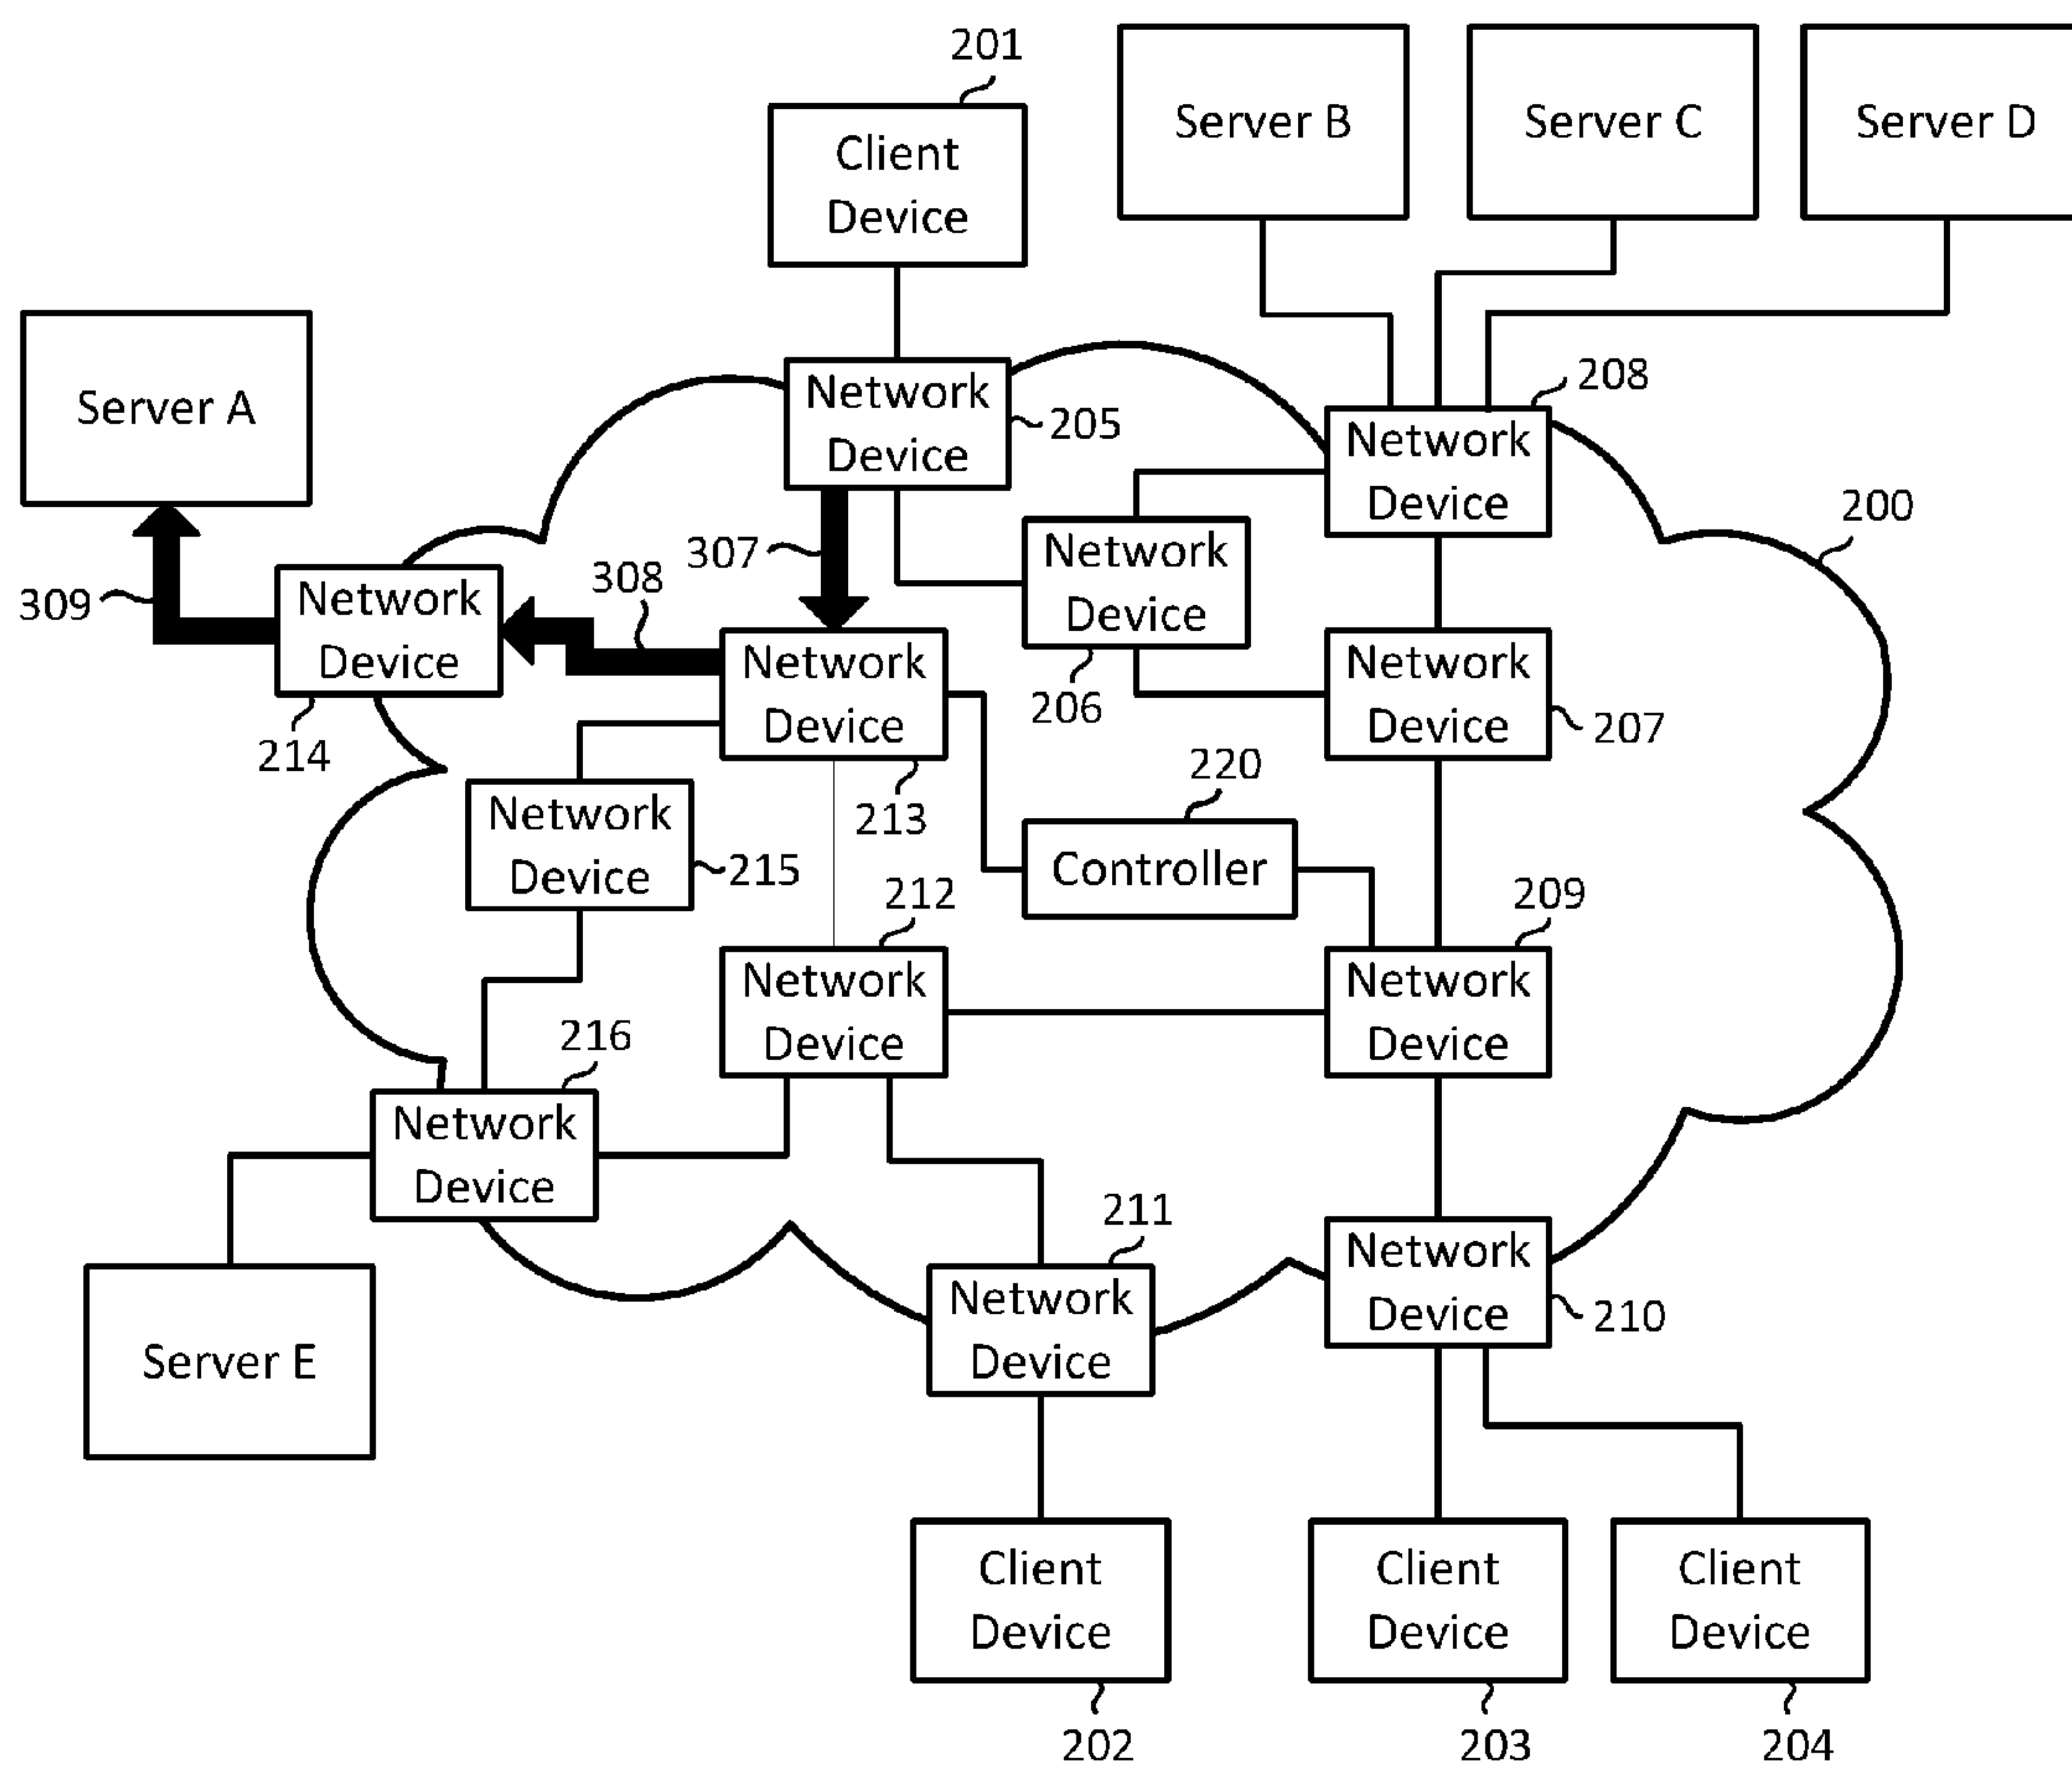 201
Client
Device
Server B
Server C
Server D
Server A
Network
Device
205
208
Network
Device
200
307
308
309
Network
Device
206
Network
Device
214
Network
Device
213
Network
Device
207
220
Controller
Network
Device
215
212
Network
Device
209
Network
Device
216
Network
Device
211
Network
Device
Network
Device
210
Server E
Client
Device
202
Client
Device
203
Client
Device
204